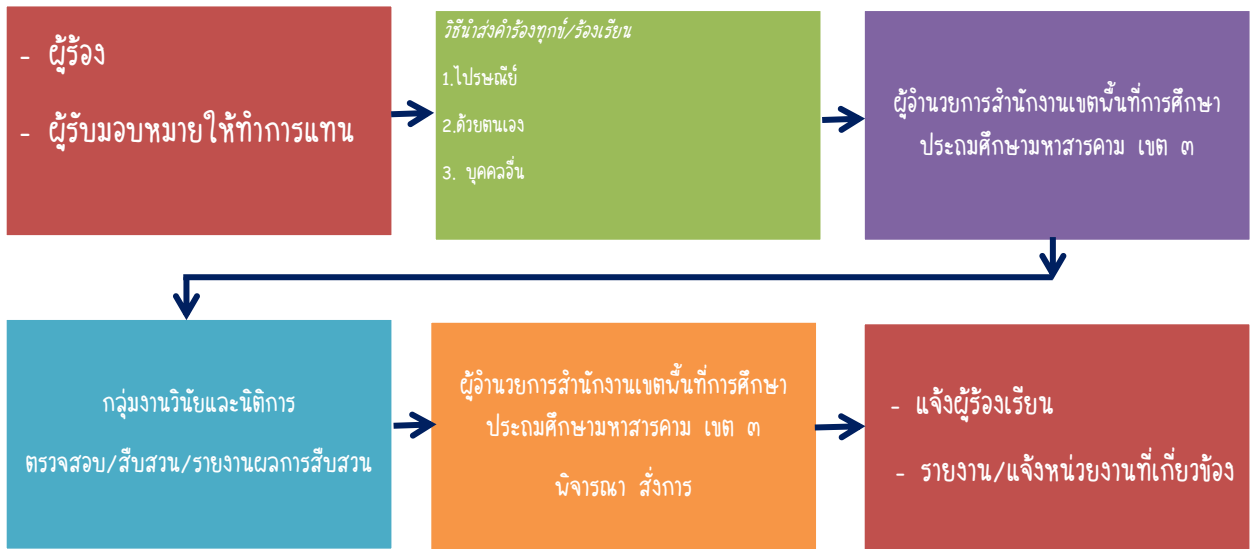 - ผู้ร้อง
- ผู้รับมอบหมายให้ทำการแทน
วิธีนำส่งคำร้องทุกข์/ร้องเรียน
1.ไปรษณีย์
2.ด้วยตนเอง
3. บุคคลอื่น
ผู้อำนวยการสำนักงานเขตพื้นที่การศึกษา
ประถมศึกษามหาสารคาม เขต ๓
กลุ่มงานวินัยและนิติการ
ตรวจสอบ/สืบสวน/รายงานผลการสืบสวน
ผู้อำนวยการสำนักงานเขตพื้นที่การศึกษา
ประถมศึกษามหาสารคาม เขต ๓
พิจารณา สั่งการ
- แจ้งผู้ร้องเรียน
- รายงาน/แจ้งหน่วยงานที่เกี่ยวข้อง